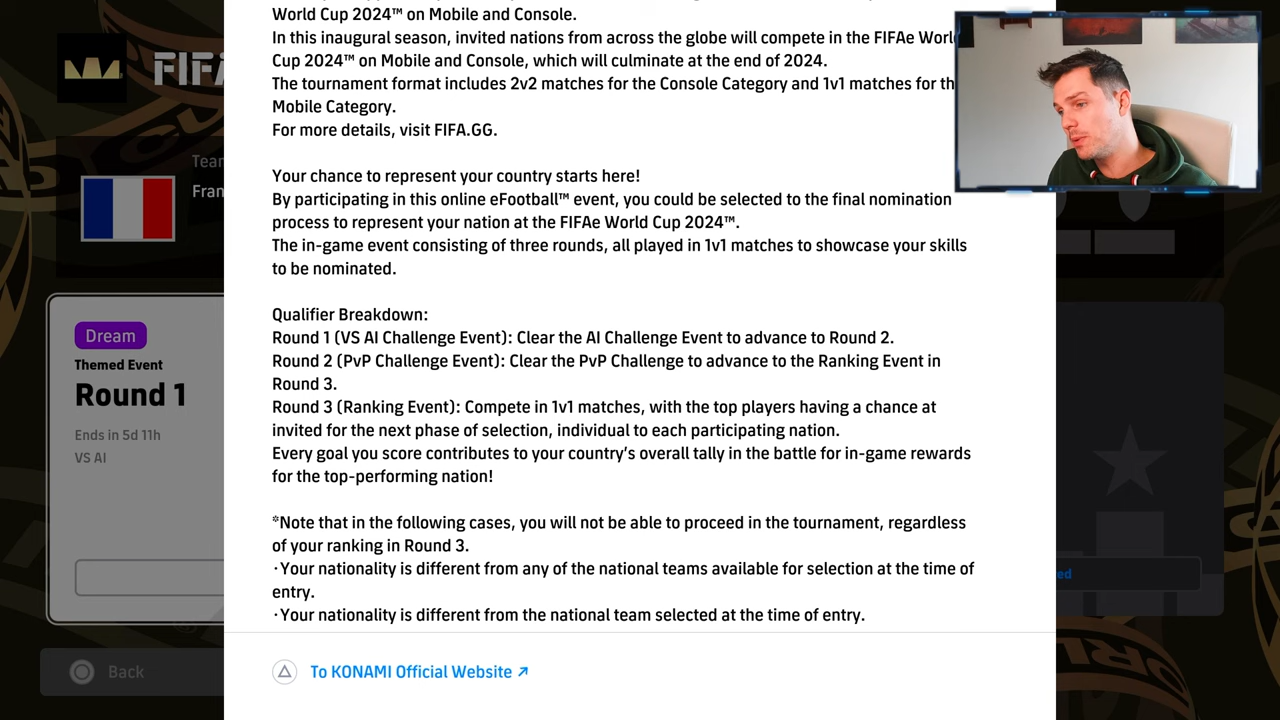 World Cup 2024™ on Mobile and Console.
In this inaugural season, invited nations from across the globe will compete in the FIFAe
Cup 2024™ on Mobile and Console, which will culminate at the end of 2024.
The tournament format includes 2v2 matches for the Console Category and 1v1 matches for
Mobile Category.
For more details, visit FIFA.GG.
Your chance to represent your country starts here!
By participating in this online eFootball™ event, you could be selected to the final nomination
process to represent your nation at the FIFAe World Cup 2024™.
The in-game event consisting of three rounds, all played in 1v1 matches to showcase your skills
to be nominated.
Qualifier Breakdown:
Round 1 (VS AI Challenge Event): Clear the AI Challenge Event to advance to Round 2.
Round 2 (PvP Challenge Event): Clear the PvP Challenge to advance to the Ranking Event in
Round 3.
Round 3 (Ranking Event): Compete in 1v1 matches, with the top players having a chance at
invited for the next phase of selection, individual to each participating nation.
Every goal you score contributes to your country's overall tally in the battle for in-game rewards
for the top-performing nation!
*Note that in the following cases, you will not be able to proceed in the tournament, regardless
of your ranking in Round 3.
·Your nationality is different from any of the national teams available for selection at the time of
entry.
·Your nationality is different from the national team selected at the time of entry.
To KONAMI Official Website ↗
FIFA
Team
Fran
Dream
Themed Event
Round 1
Ends in 5d 11h
VS AI
Back
ed